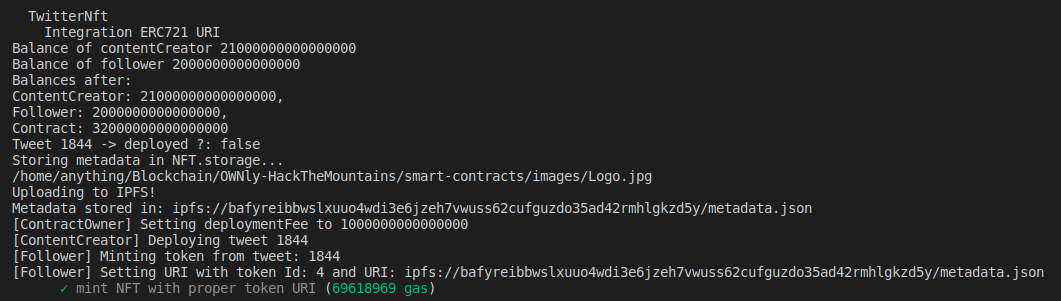 TwitterNft
Integration ERC721 URI
Balance of contentCreator 21000000000000000
Balance of follower 2000000000000000
Balances after:
ContentCreator: 21000000000000000,
Follower: 2000000000000000,
Contract: 32000000000000000
Tweet 1844 -> deployed ?: false
Storing metadata in NFT.storage...
/home/anything/Blockchain/OWNly-HackTheMountains/smart-contracts/images/Logo.jpg
Uploading to IPFS!
Metadata stored in: ipfs://bafyreibbwslxuuo4wdi3e6jzeh7vwuss62cufguzdo35ad42rmhlgkzd5y/metadata.json
[ContractOwner] Setting deploymentFee to 1000000000000000
[ContentCreator] Deploying tweet 1844
[Follower] Minting token from tweet: 1844
[Follower] Setting URI with token Id: 4 and URI: ipfs://bafyreibbwslxuuo4wdi3e6jzeh7vwuss62cufguzdo35ad42rmhlgkzd5y/metadata.json
✓ mint NFT with proper token URI (69618969 gas)